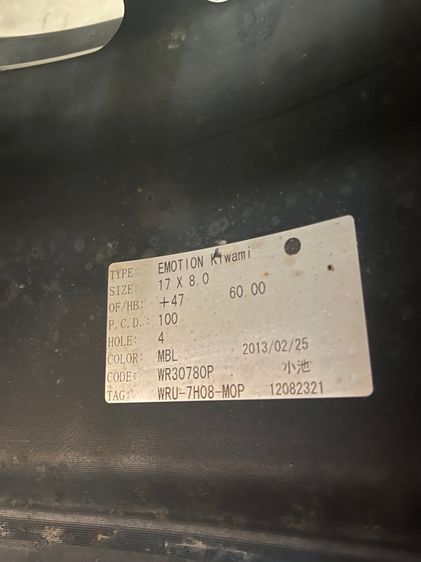 TYPE: EMOTION Kiwami
SIZE: 17 X 8.0
OF/HB: +47 60.00
P.C.D.: 100
HOLE: 4
COLOR: MBL 2013/02/25
CODE: WR30780P 小池
TAG: WRU-7H08-MOP 12082321